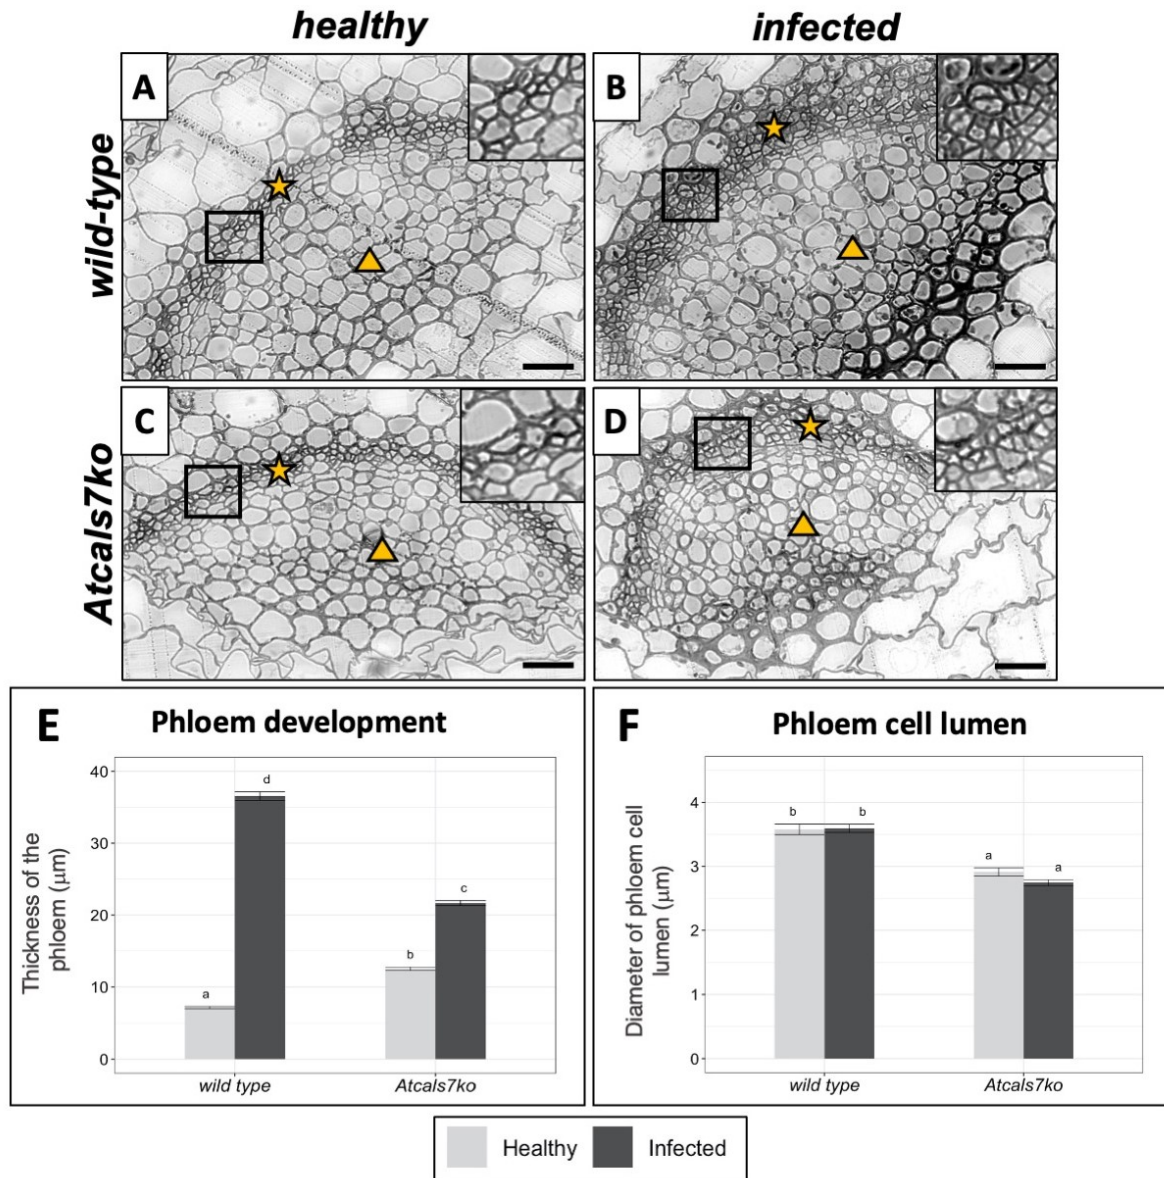 healthy
infected
wild-type
Atcals7ko
A
B
C
D
E
Phloem development
Thickness of the
phloem (μm)
40
30
20
10
0
a
d
b
c
wild type
Atcals7ko
F
Phloem cell lumen
Diameter of phloem cell
lumen (μm)
4
3
2
1
0
b
b
a
a
wild type
Atcals7ko
Healthy
Infected